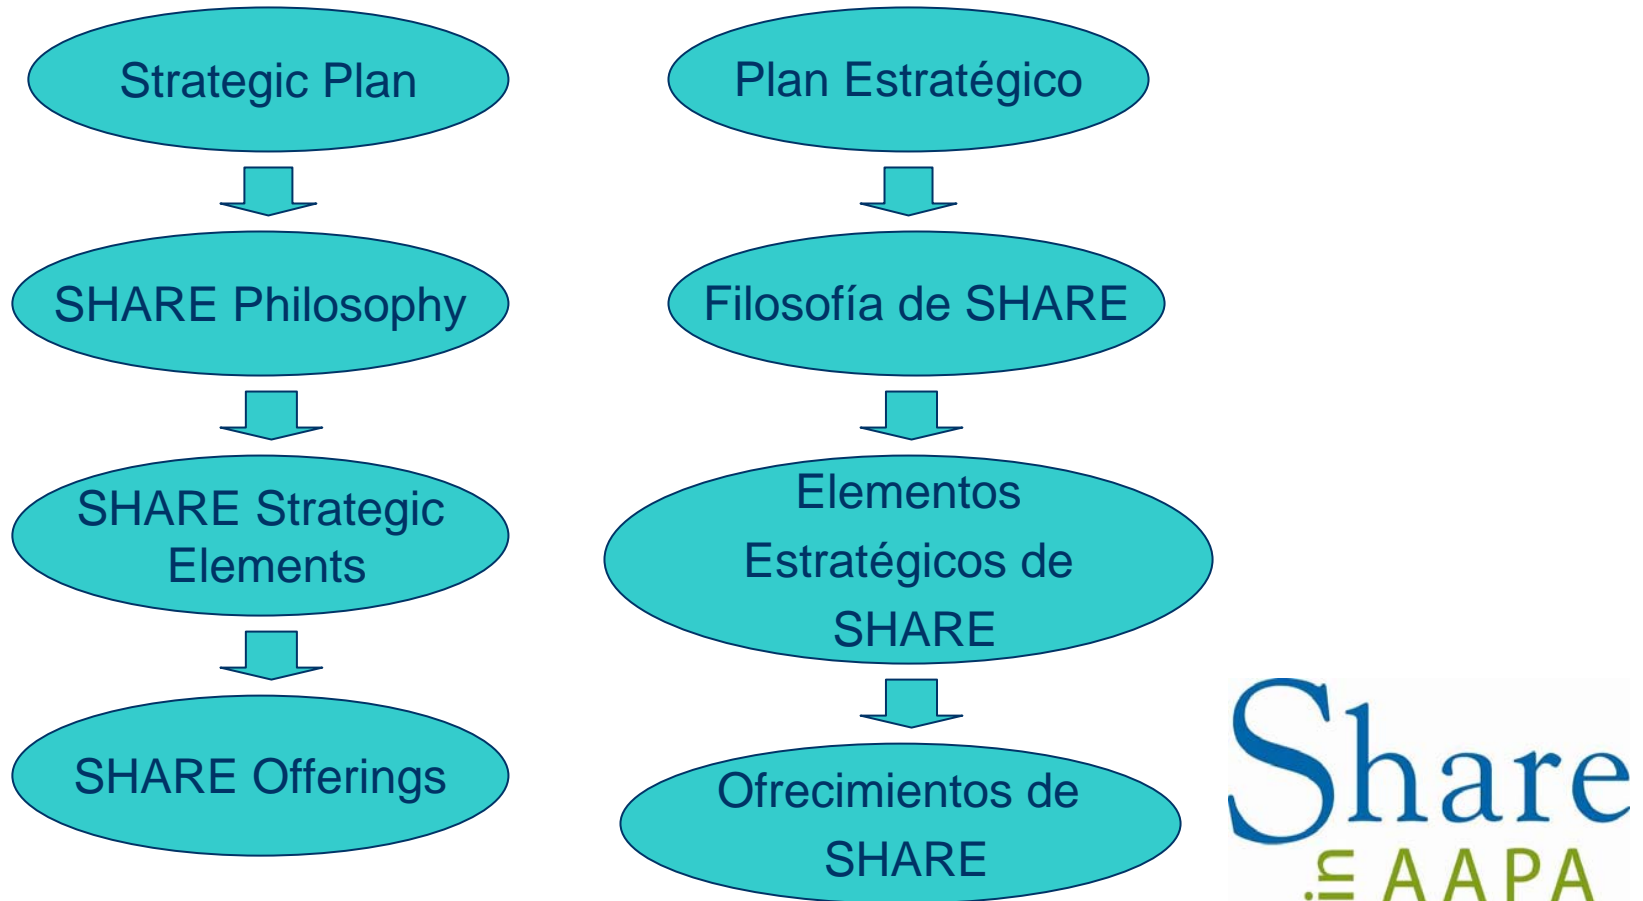 Strategic Plan
SHARE Philosophy
SHARE Strategic
Elements
SHARE Offerings
Plan Estratégico
Filosofía de SHARE
Elementos
Estratégicos de
SHARE
Ofrecimientos de
SHARE
Share
in AAPA